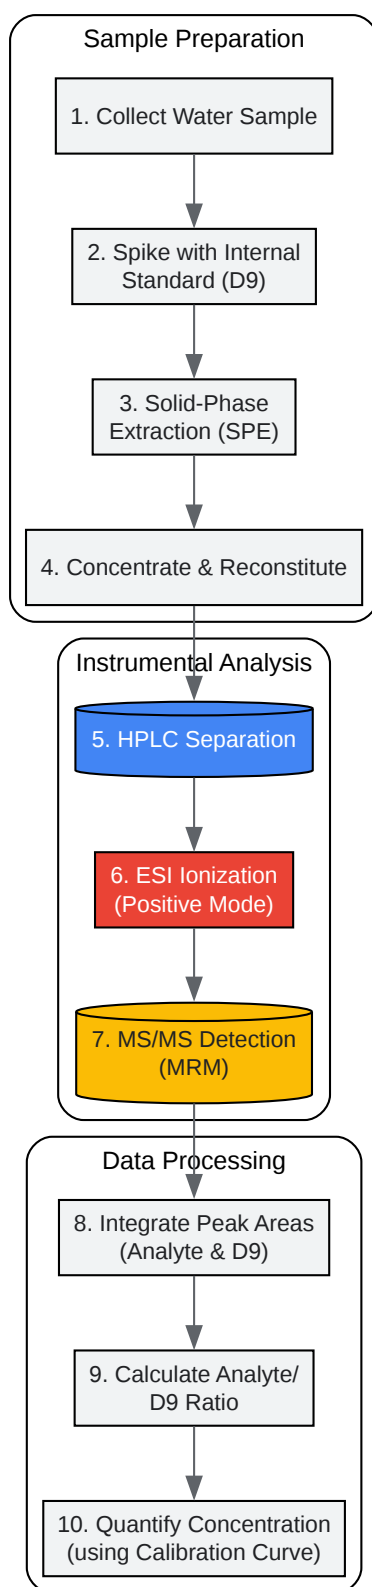 Sample Preparation
1. Collect Water Sample
2. Spike with Internal
Standard (D9)
3. Solid-Phase
Extraction (SPE)
4. Concentrate & Reconstitute
Instrumental Analysis
5. HPLC Separation
6. ESI Ionization
(Positive Mode)
7. MS/MS Detection
(MRM)
Data Processing
8. Integrate Peak Areas
(Analyte & D9)
9. Calculate Analyte/
D9 Ratio
10. Quantify Concentration
(using Calibration Curve)